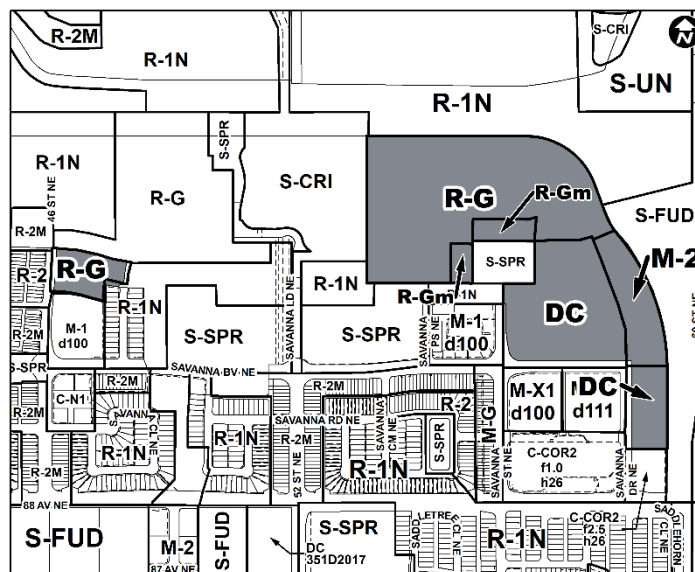 R-2M
R-1N
S-CRI
S-UN
N
R-1N
S-SPR
R-1N
46 ST NE
R-G
S-CRI
R-G
R-Gm
S-FUD
R-2M
M-2
R-2
R-G
R-1N
S-SPR
R-1N
SAVANNA LD NE
R-Gm
R-1N
DC
M-1
d100
S-SPR
S-SPR
M-1
d100
R-2M
S-SPR
SAVANNA BV NE
R-2M
R-2M
C-N1
R-2M
R-2
M-X1
d100
DC
d111
SAVANNA RD NE
R-1N
R-1N
R-2M
R-1N
S-SPR
M-G
SAVANNA
ST NE
C-COR2
f1.0
h26
SAVANNA
DR NE
R-2M
52 ST NE
88 AV NE
S-FUD
M-2
87 AV NE
S-FUD
DC
351D2017
S-SPR
R-1N
C-COR2
f2.5
h26